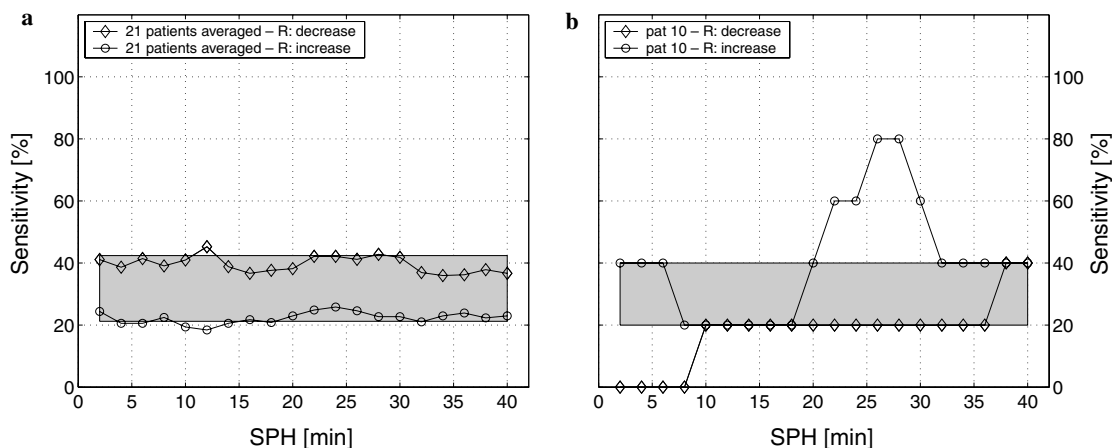 a
21 patients averaged – R: decrease
21 patients averaged – R: increase
100
80
60
40
20
0
Sensitivity [%]
0 5 10 15 20 25 30 35 40
SPH [min]
b
pat 10 – R: decrease
pat 10 – R: increase
100
80
60
40
20
0
Sensitivity [%]
0 5 10 15 20 25 30 35 40
SPH [min]